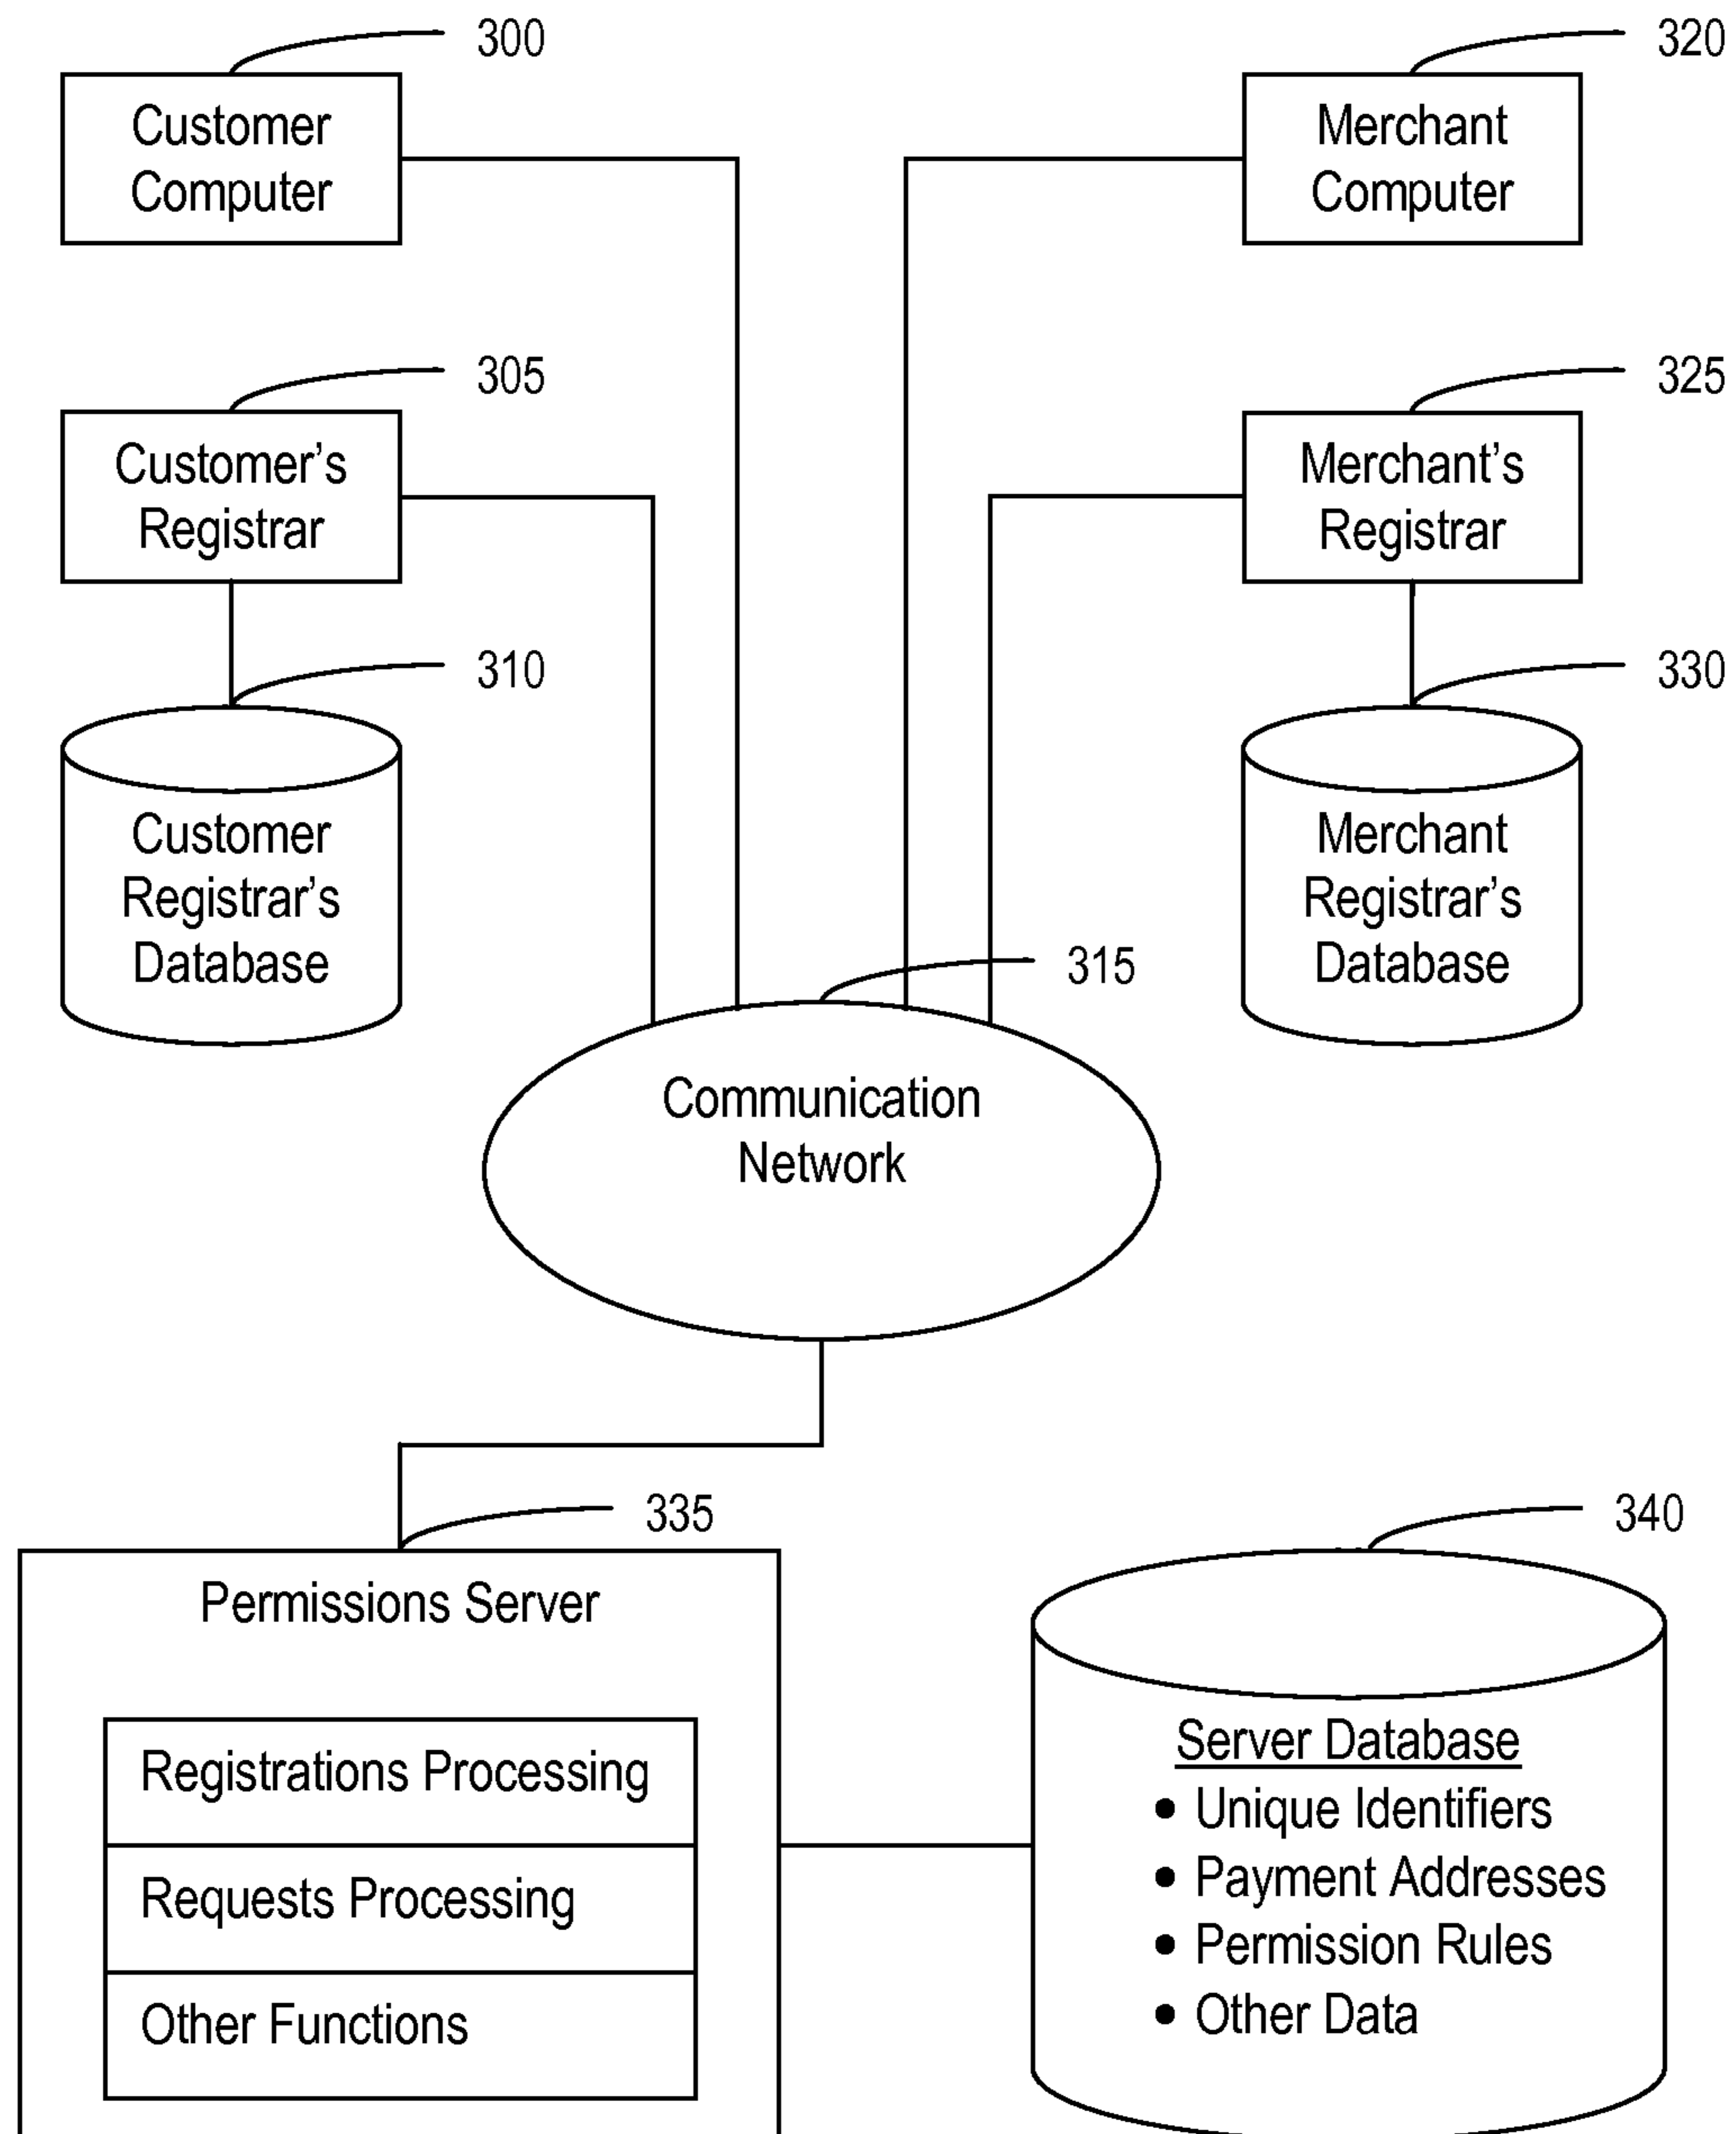 300
320
Customer
Computer
Merchant
Computer
305
325
Customer's
Registrar
Merchant's
Registrar
310
330
Customer
Registrar's
Database
Merchant
Registrar's
Database
315
Communication
Network
335
340
Permissions Server
Registrations Processing
Requests Processing
Other Functions
Server Database
• Unique Identifiers
• Payment Addresses
• Permission Rules
• Other Data